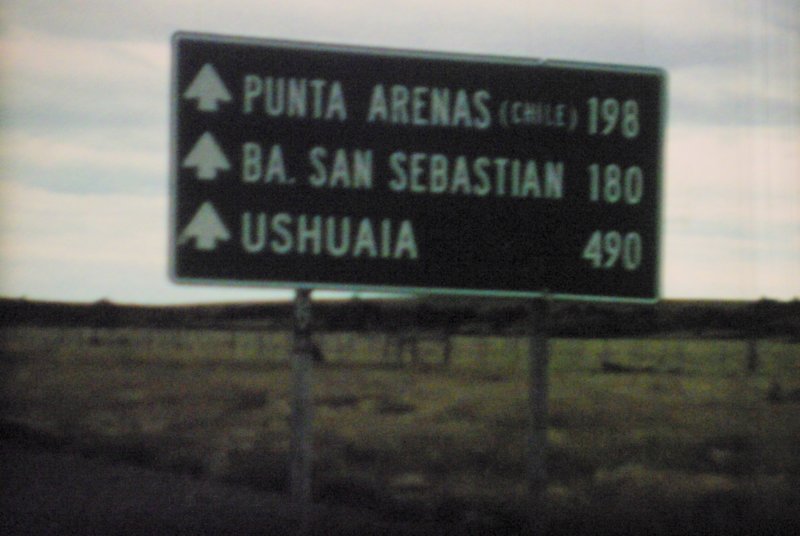 PUNTA ARENAS (CHILE) 198
BA. SAN SEBASTIAN 180
USHUAIA 490